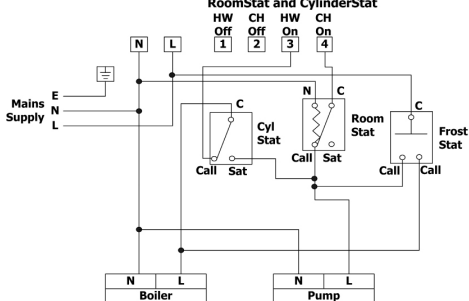 RoomStat and CylinderStat
HW Off CH Off HW On CH On
N L 1 2 3 4
E
Mains Supply N
L
C
Cyl Stat
Call Sat
N C
Room Stat
Call Sat
C
Frost Stat
Call Call
N L
Boiler
N L
Pump